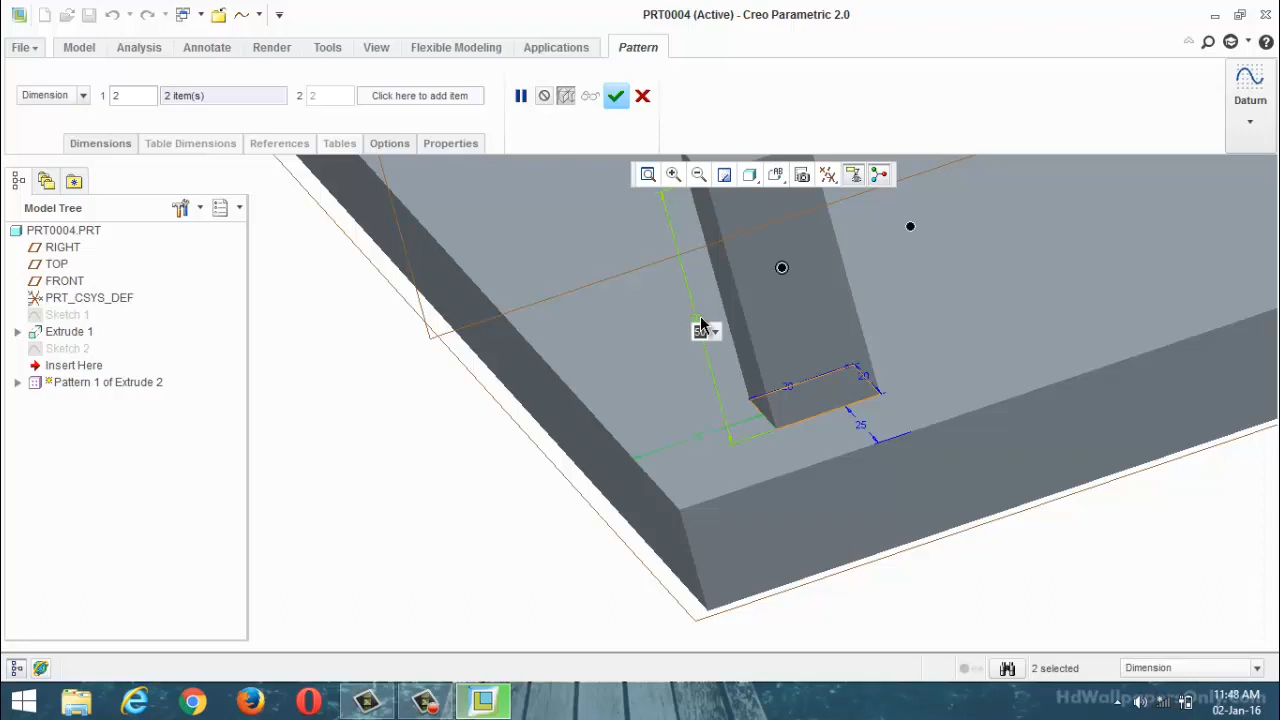 PRT0004 (Active) - Creo Parametric 2.0
File Model Analysis Annotate Render Tools View Flexible Modeling Applications Pattern
Dimension 1 2 2 item(s) 2 2 Click here to add item
Datum
Dimensions Table Dimensions References Tables Options Properties
Model Tree
PRT0004.PRT
RIGHT
TOP
FRONT
PRT_CSYS_DEF
Sketch 1
Extrude 1
Sketch 2
Insert Here
Pattern 1 of Extrude 2
20
20
25
2 selected
Dimension
11:48 AM
02-Jan-16
HdWallpapersOnly.com